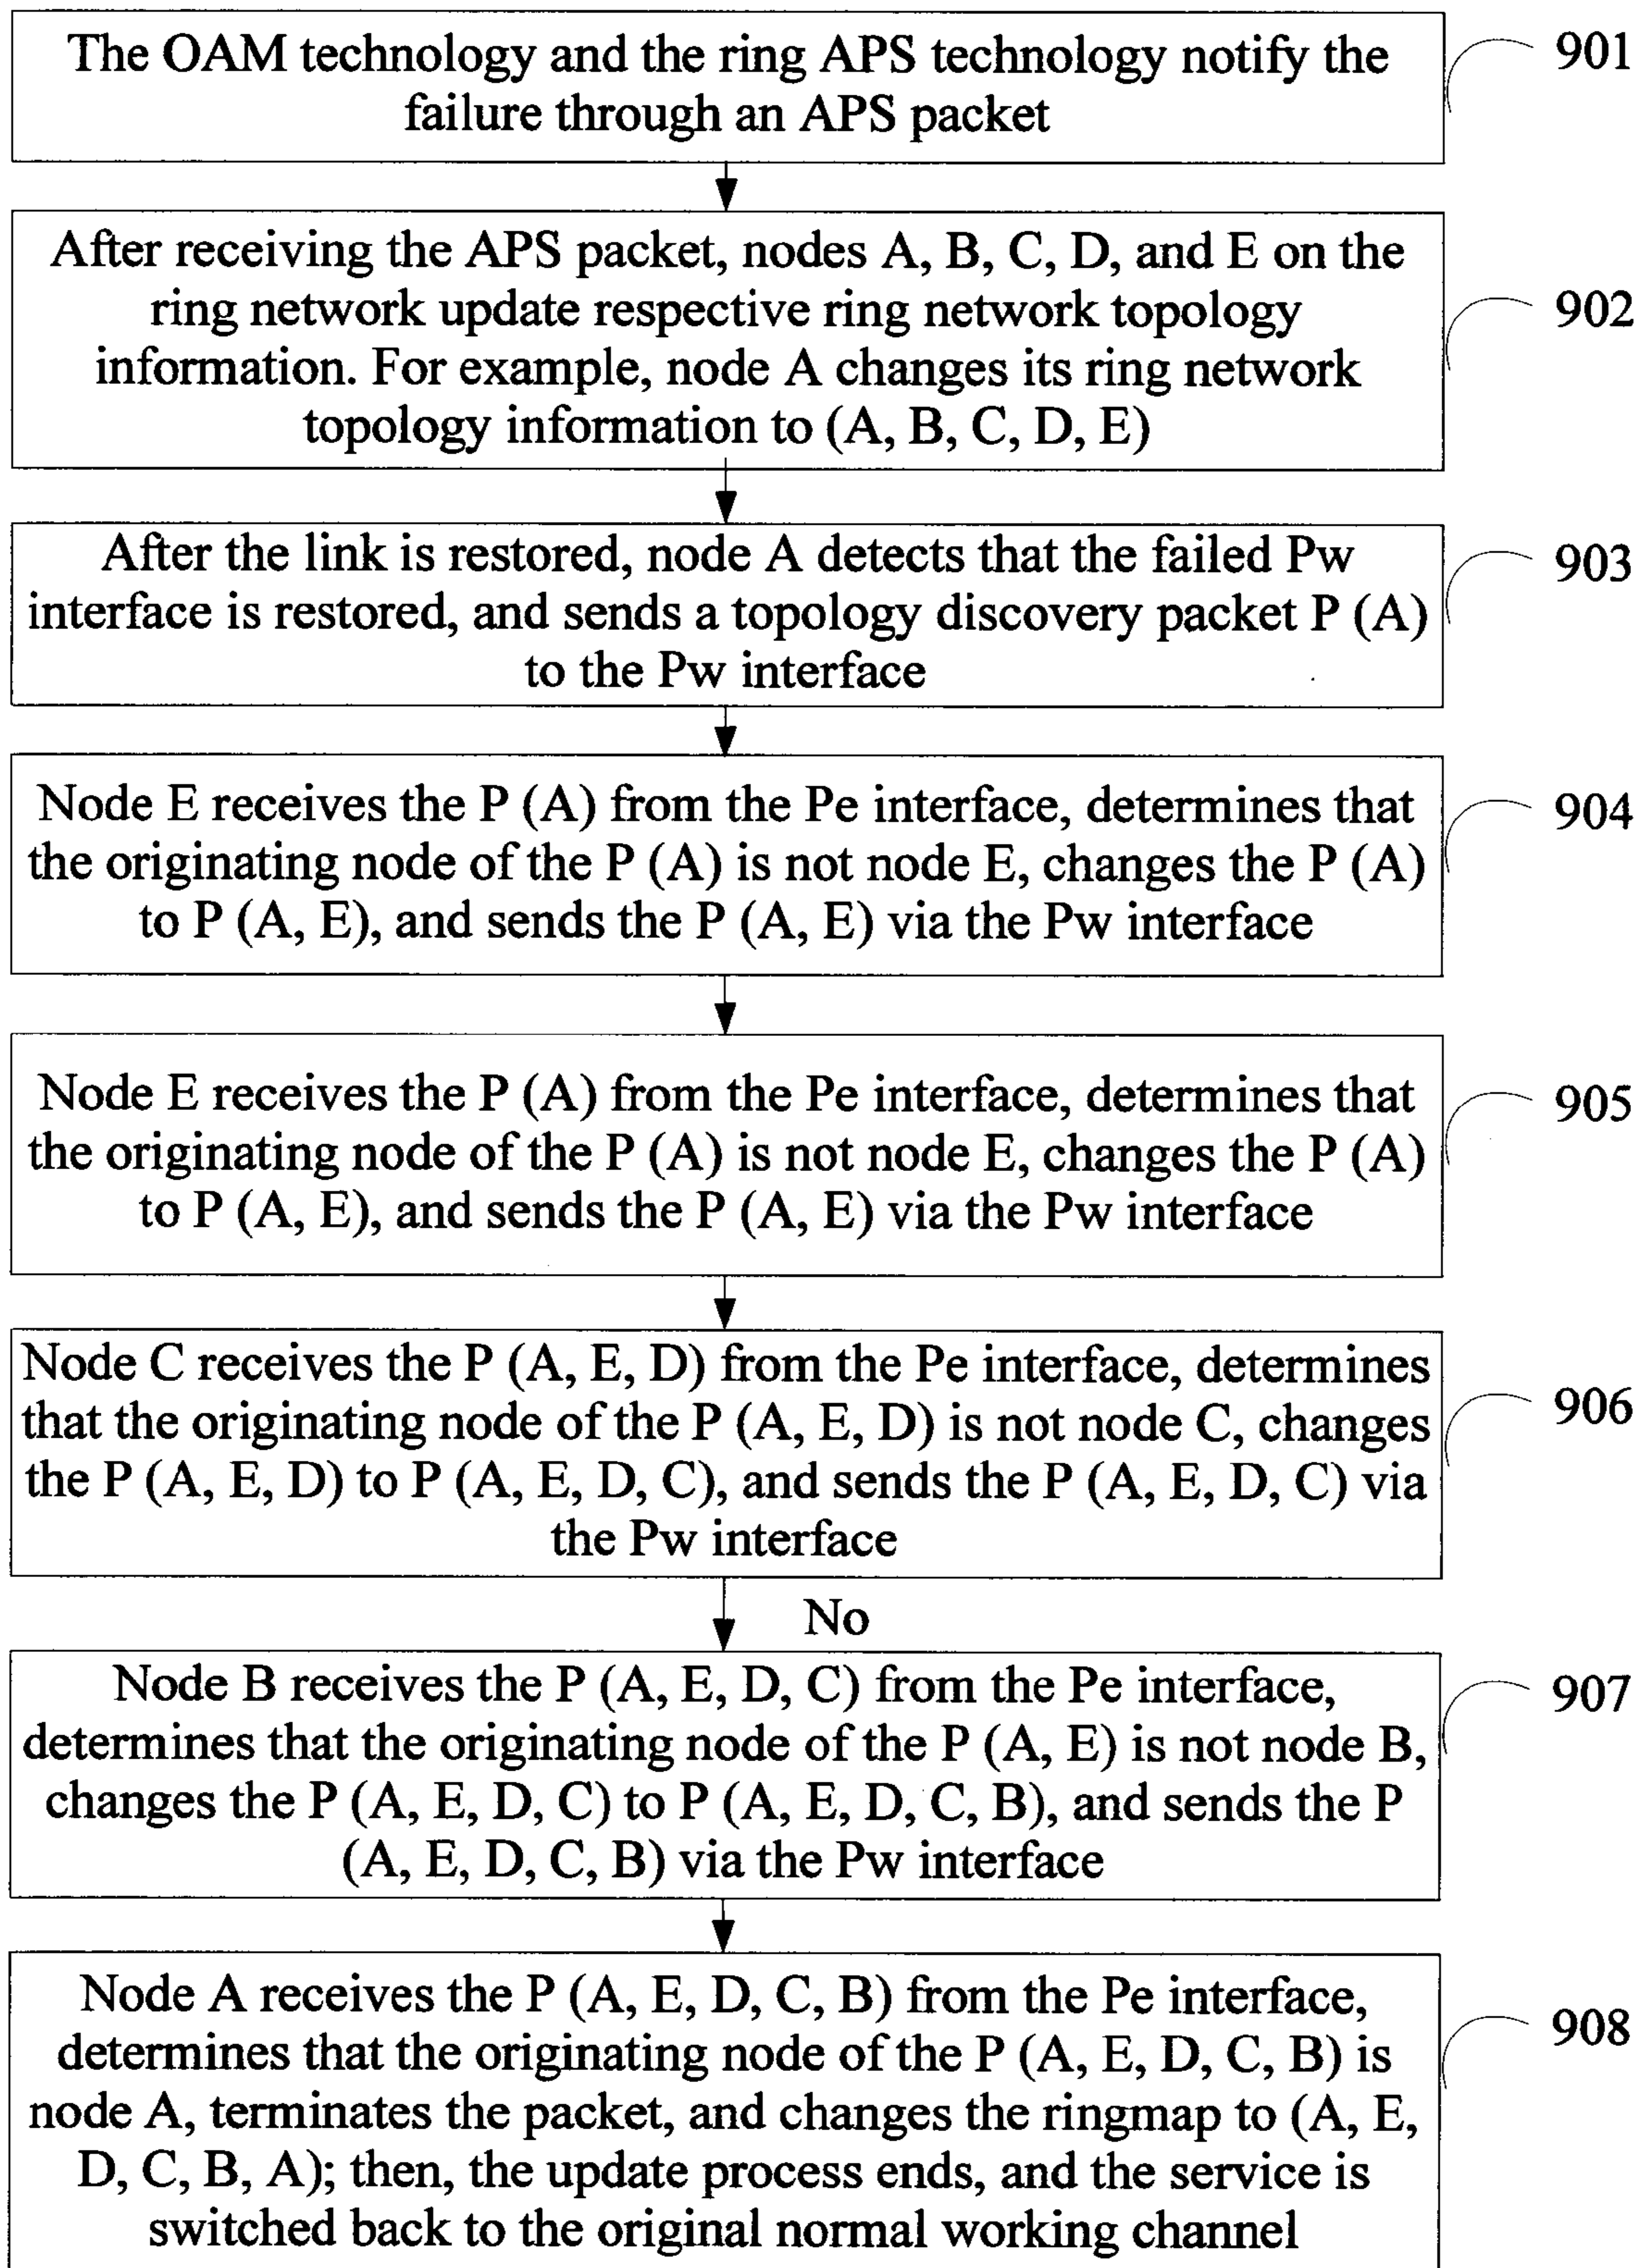 The OAM technology and the ring APS technology notify the
failure through an APS packet
901
After receiving the APS packet, nodes A, B, C, D, and E on the
ring network update respective ring network topology
information. For example, node A changes its ring network
topology information to (A, B, C, D, E)
902
After the link is restored, node A detects that the failed Pw
interface is restored, and sends a topology discovery packet P (A)
to the Pw interface
903
Node E receives the P (A) from the Pe interface, determines that
the originating node of the P (A) is not node E, changes the P (A)
to P (A, E), and sends the P (A, E) via the Pw interface
904
Node E receives the P (A) from the Pe interface, determines that
the originating node of the P (A) is not node E, changes the P (A)
to P (A, E), and sends the P (A, E) via the Pw interface
905
Node C receives the P (A, E, D) from the Pe interface, determines
that the originating node of the P (A, E, D) is not node C, changes
the P (A, E, D) to P (A, E, D, C), and sends the P (A, E, D, C) via
the Pw interface
906
No
Node B receives the P (A, E, D, C) from the Pe interface,
determines that the originating node of the P (A, E) is not node B,
changes the P (A, E, D, C) to P (A, E, D, C, B), and sends the P
(A, E, D, C, B) via the Pw interface
907
Node A receives the P (A, E, D, C, B) from the Pe interface,
determines that the originating node of the P (A, E, D, C, B) is
node A, terminates the packet, and changes the ringmap to (A, E,
D, C, B, A); then, the update process ends, and the service is
switched back to the original normal working channel
908